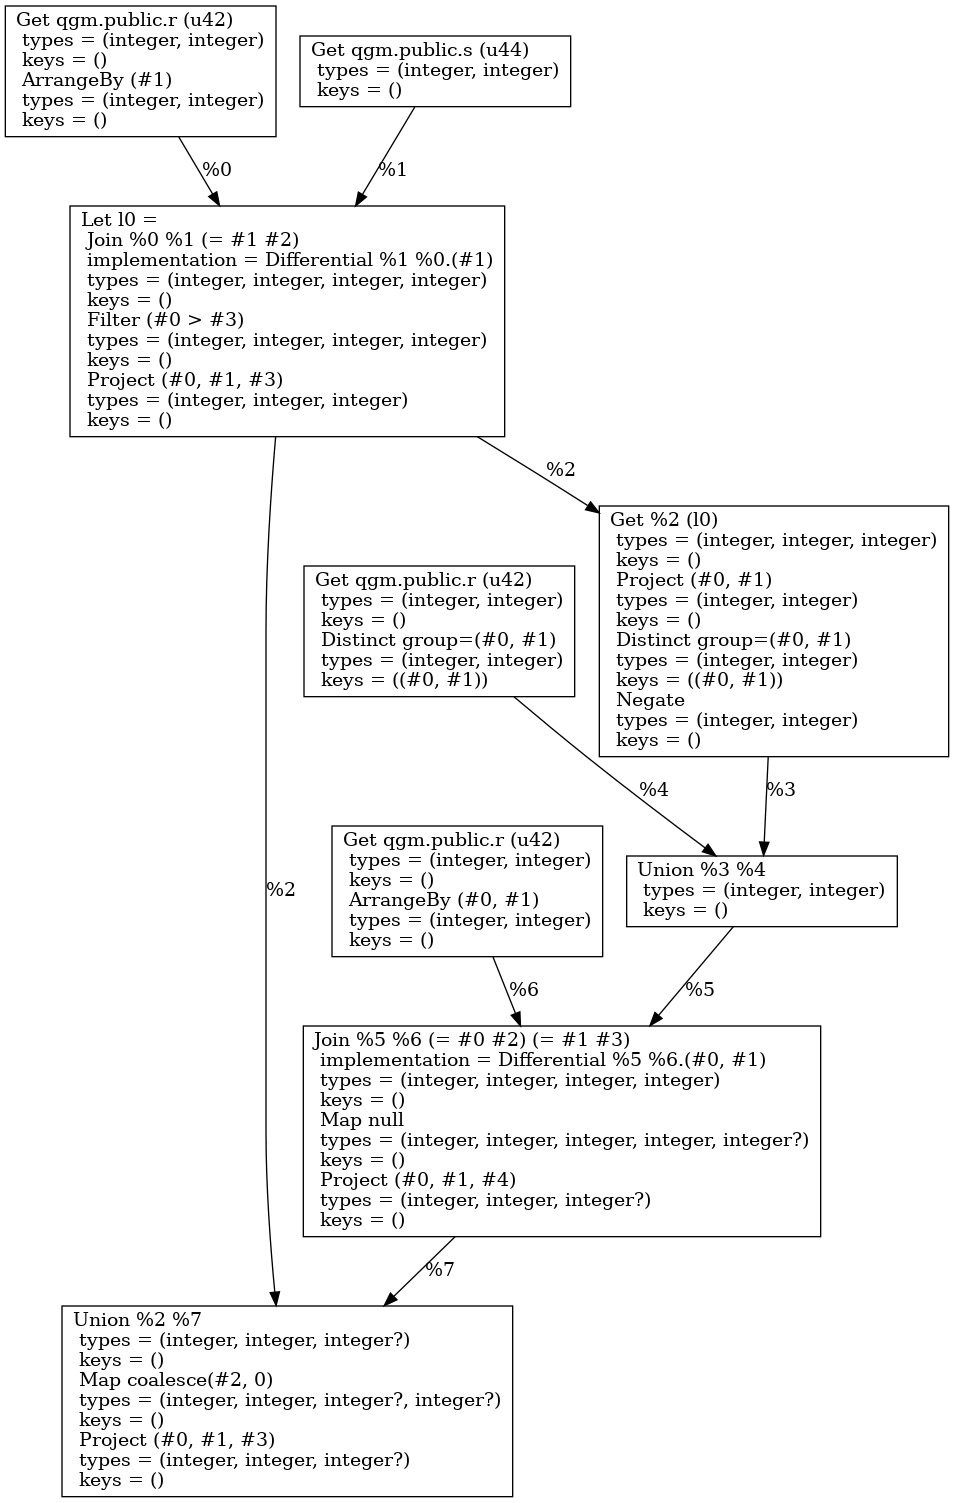 Get qgm.public.r (u42)
types = (integer, integer)
keys = ()
ArrangeBy (#1)
types = (integer, integer)
keys = ()
Get qgm.public.s (u44)
types = (integer, integer)
keys = ()
%0
%1
Let l0 =
Join %0 %1 (= #1 #2)
implementation = Differential %1 %0.(#1)
types = (integer, integer, integer, integer)
keys = ()
Filter (#0 > #3)
types = (integer, integer, integer, integer)
keys = ()
Project (#0, #1, #3)
types = (integer, integer, integer)
keys = ()
%2
Get %2 (l0)
types = (integer, integer, integer)
keys = ()
Project (#0, #1)
types = (integer, integer)
keys = ()
Distinct group=(#0, #1)
types = (integer, integer)
keys = ((#0, #1))
Negate
types = (integer, integer)
keys = ()
Get qgm.public.r (u42)
types = (integer, integer)
keys = ()
Distinct group=(#0, #1)
types = (integer, integer)
keys = ((#0, #1))
%4
%3
Get qgm.public.r (u42)
types = (integer, integer)
keys = ()
ArrangeBy (#0, #1)
types = (integer, integer)
keys = ()
Union %3 %4
types = (integer, integer)
keys = ()
%2
%6
%5
Join %5 %6 (= #0 #2) (= #1 #3)
implementation = Differential %5 %6.(#0, #1)
types = (integer, integer, integer, integer)
keys = ()
Map null
types = (integer, integer, integer, integer, integer?)
keys = ()
Project (#0, #1, #4)
types = (integer, integer, integer?)
keys = ()
%7
Union %2 %7
types = (integer, integer, integer?)
keys = ()
Map coalesce(#2, 0)
types = (integer, integer, integer?, integer?)
keys = ()
Project (#0, #1, #3)
types = (integer, integer, integer?)
keys = ()